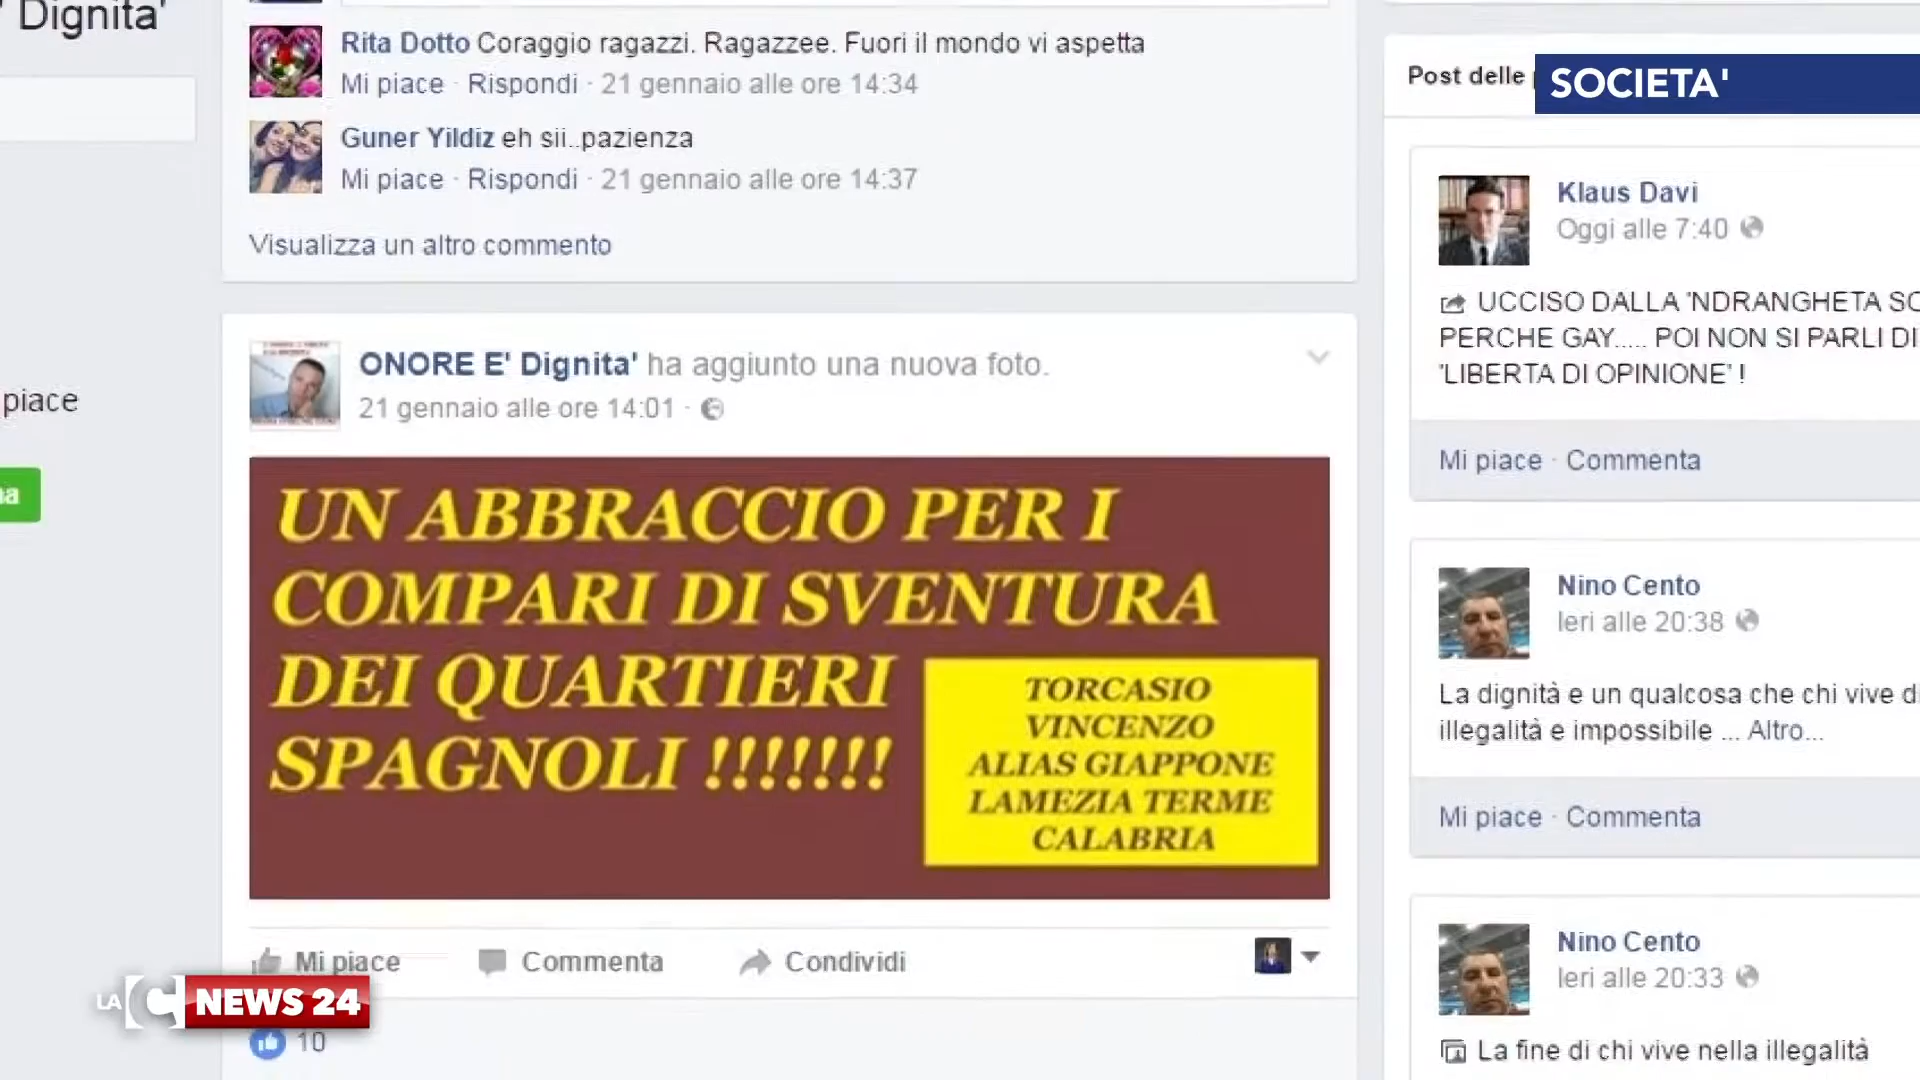 ' Dignita'
piace
Rita Dotto Coraggio ragazzi. Ragazzee. Fuori il mondo vi aspetta
Mi piace · Rispondi · 21 gennaio alle ore 14:34
Guner Yildiz eh sii..pazienza
Mi piace · Rispondi · 21 gennaio alle ore 14:37
Visualizza un altro commento
ONORE E' Dignita' ha aggiunto una nuova foto.
21 gennaio alle ore 14:01 ·
UN ABBRACCIO PER I
COMPARI DI SVENTURA
DEI QUARTIERI
SPAGNOLI !!!!!!!
TORCASIO
VINCENZO
ALIAS GIAPPONE
LAMEZIA TERME
CALABRIA
Mi piace Commenta Condividi
10
LA C NEWS 24
SOCIETA'
Post delle
Klaus Davi
Oggi alle 7:40
UCCISO DALLA 'NDRANGHETA SO
PERCHE GAY..... POI NON SI PARLI DI
'LIBERTA DI OPINIONE' !
Mi piace · Commenta
Nino Cento
Ieri alle 20:38
La dignità e un qualcosa che chi vive di
illegalità e impossibile ... Altro...
Mi piace · Commenta
Nino Cento
Ieri alle 20:33
La fine di chi vive nella illegalità